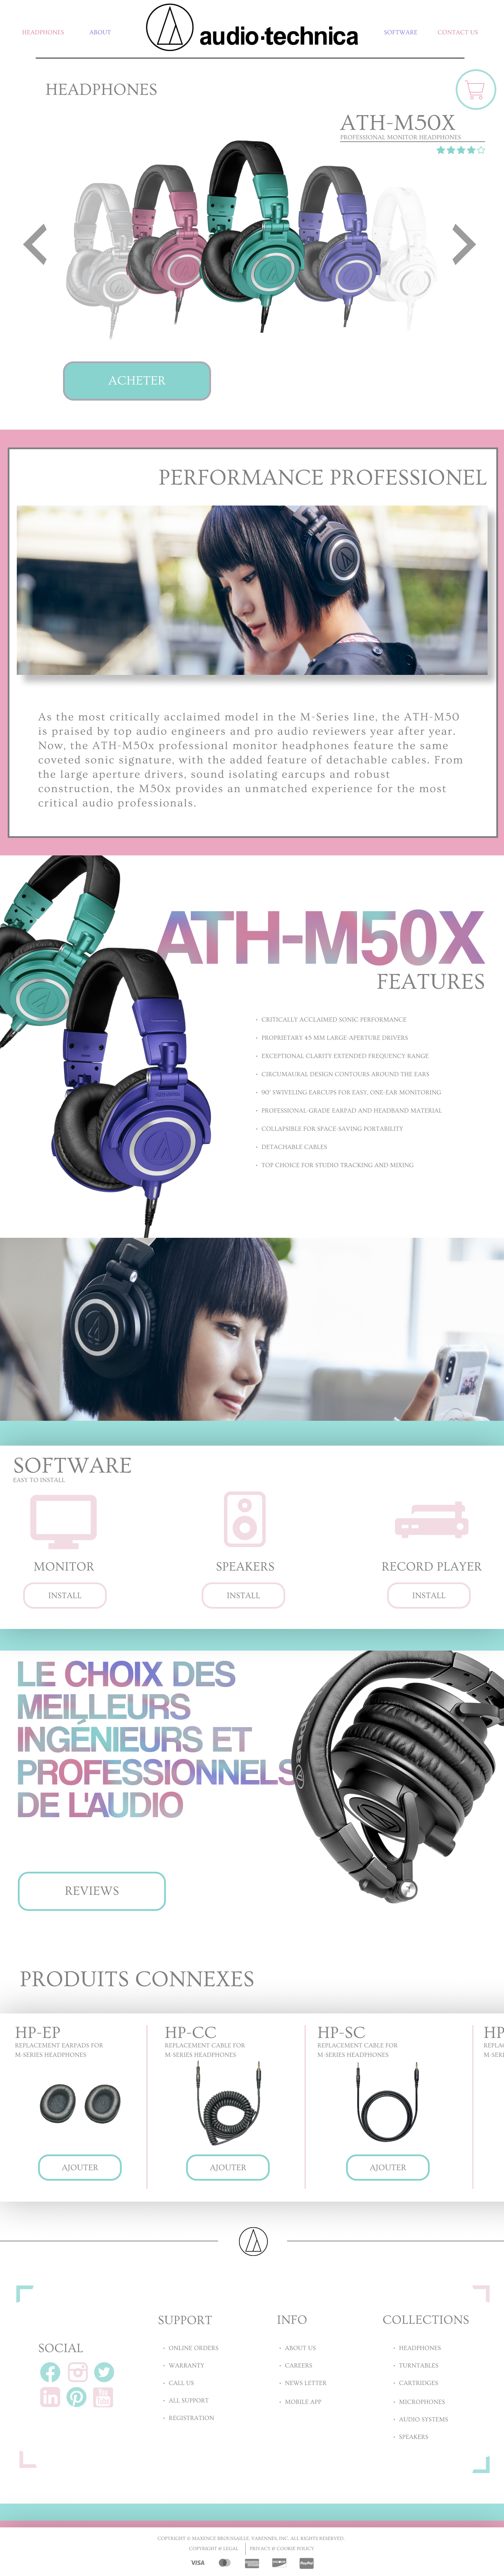 HEADPHONES
ABOUT
audio-technica
SOFTWARE
CONTACT US
HEADPHONES
ATH-M50X
PROFESSIONAL MONITOR HEADPHONES
ACHETER
PERFORMANCE PROFESSIONEL
As the most critically acclaimed model in the M-Series line, the ATH-M50
is praised by top audio engineers and pro audio reviewers year after year.
Now, the ATH-M50x professional monitor headphones feature the same
coveted sonic signature, with the added feature of detachable cables. From
the large aperture drivers, sound isolating earcups and robust
construction, the M50x provides an unmatched experience for the most
critical audio professionals.
ATH-M50X
FEATURES
• CRITICALLY ACCLAIMED SONIC PERFORMANCE
• PROPRIETARY 45 MM LARGE APERTURE DRIVERS
• EXCEPTIONAL CLARITY EXTENDED FREQUENCY RANGE
• CIRCUMAURAL DESIGN CONTOURS AROUND THE EARS
• 90° SWIVELING EARCUPS FOR EASY, ONE-EAR MONITORING
• PROFESSIONAL-GRADE EARPAD AND HEADBAND MATERIAL
• COLLAPSIBLE FOR SPACE-SAVING PORTABILITY
• DETACHABLE CABLES
• TOP CHOICE FOR STUDIO TRACKING AND MIXING
SOFTWARE
EASY TO INSTALL
MONITOR
SPEAKERS
RECORD PLAYER
INSTALL
INSTALL
INSTALL
LE CHOIX DES
MEILLEURS
INGÉNIEURS ET
PROFESSIONNELS
DE L'AUDIO
REVIEWS
PRODUITS CONNEXES
HP-EP
REPLACEMENT EARPADS FOR
M-SERIES HEADPHONES
AJOUTER
HP-CC
REPLACEMENT CABLE FOR
M-SERIES HEADPHONES
AJOUTER
HP-SC
REPLACEMENT CABLE FOR
M-SERIES HEADPHONES
AJOUTER
HP
REPLA
M-SERI
SOCIAL
in
You
Tube
SUPPORT
• ONLINE ORDERS
• WARRANTY
• CALL US
• ALL SUPPORT
• REGISTRATION
INFO
• ABOUT US
• CAREERS
• NEWS LETTER
• MOBILE APP
COLLECTIONS
• HEADPHONES
• TURNTABLES
• CARTRIDGES
• MICROPHONES
• AUDIO SYSTEMS
• SPEAKERS
COPYRIGHT © MAXENCE BROUSSAILLE, VARENNES, INC. ALL RIGHTS RESERVED.
COPYRIGHT & LEGAL
PRIVACY & COOKIE POLICY
VISA
PayPal